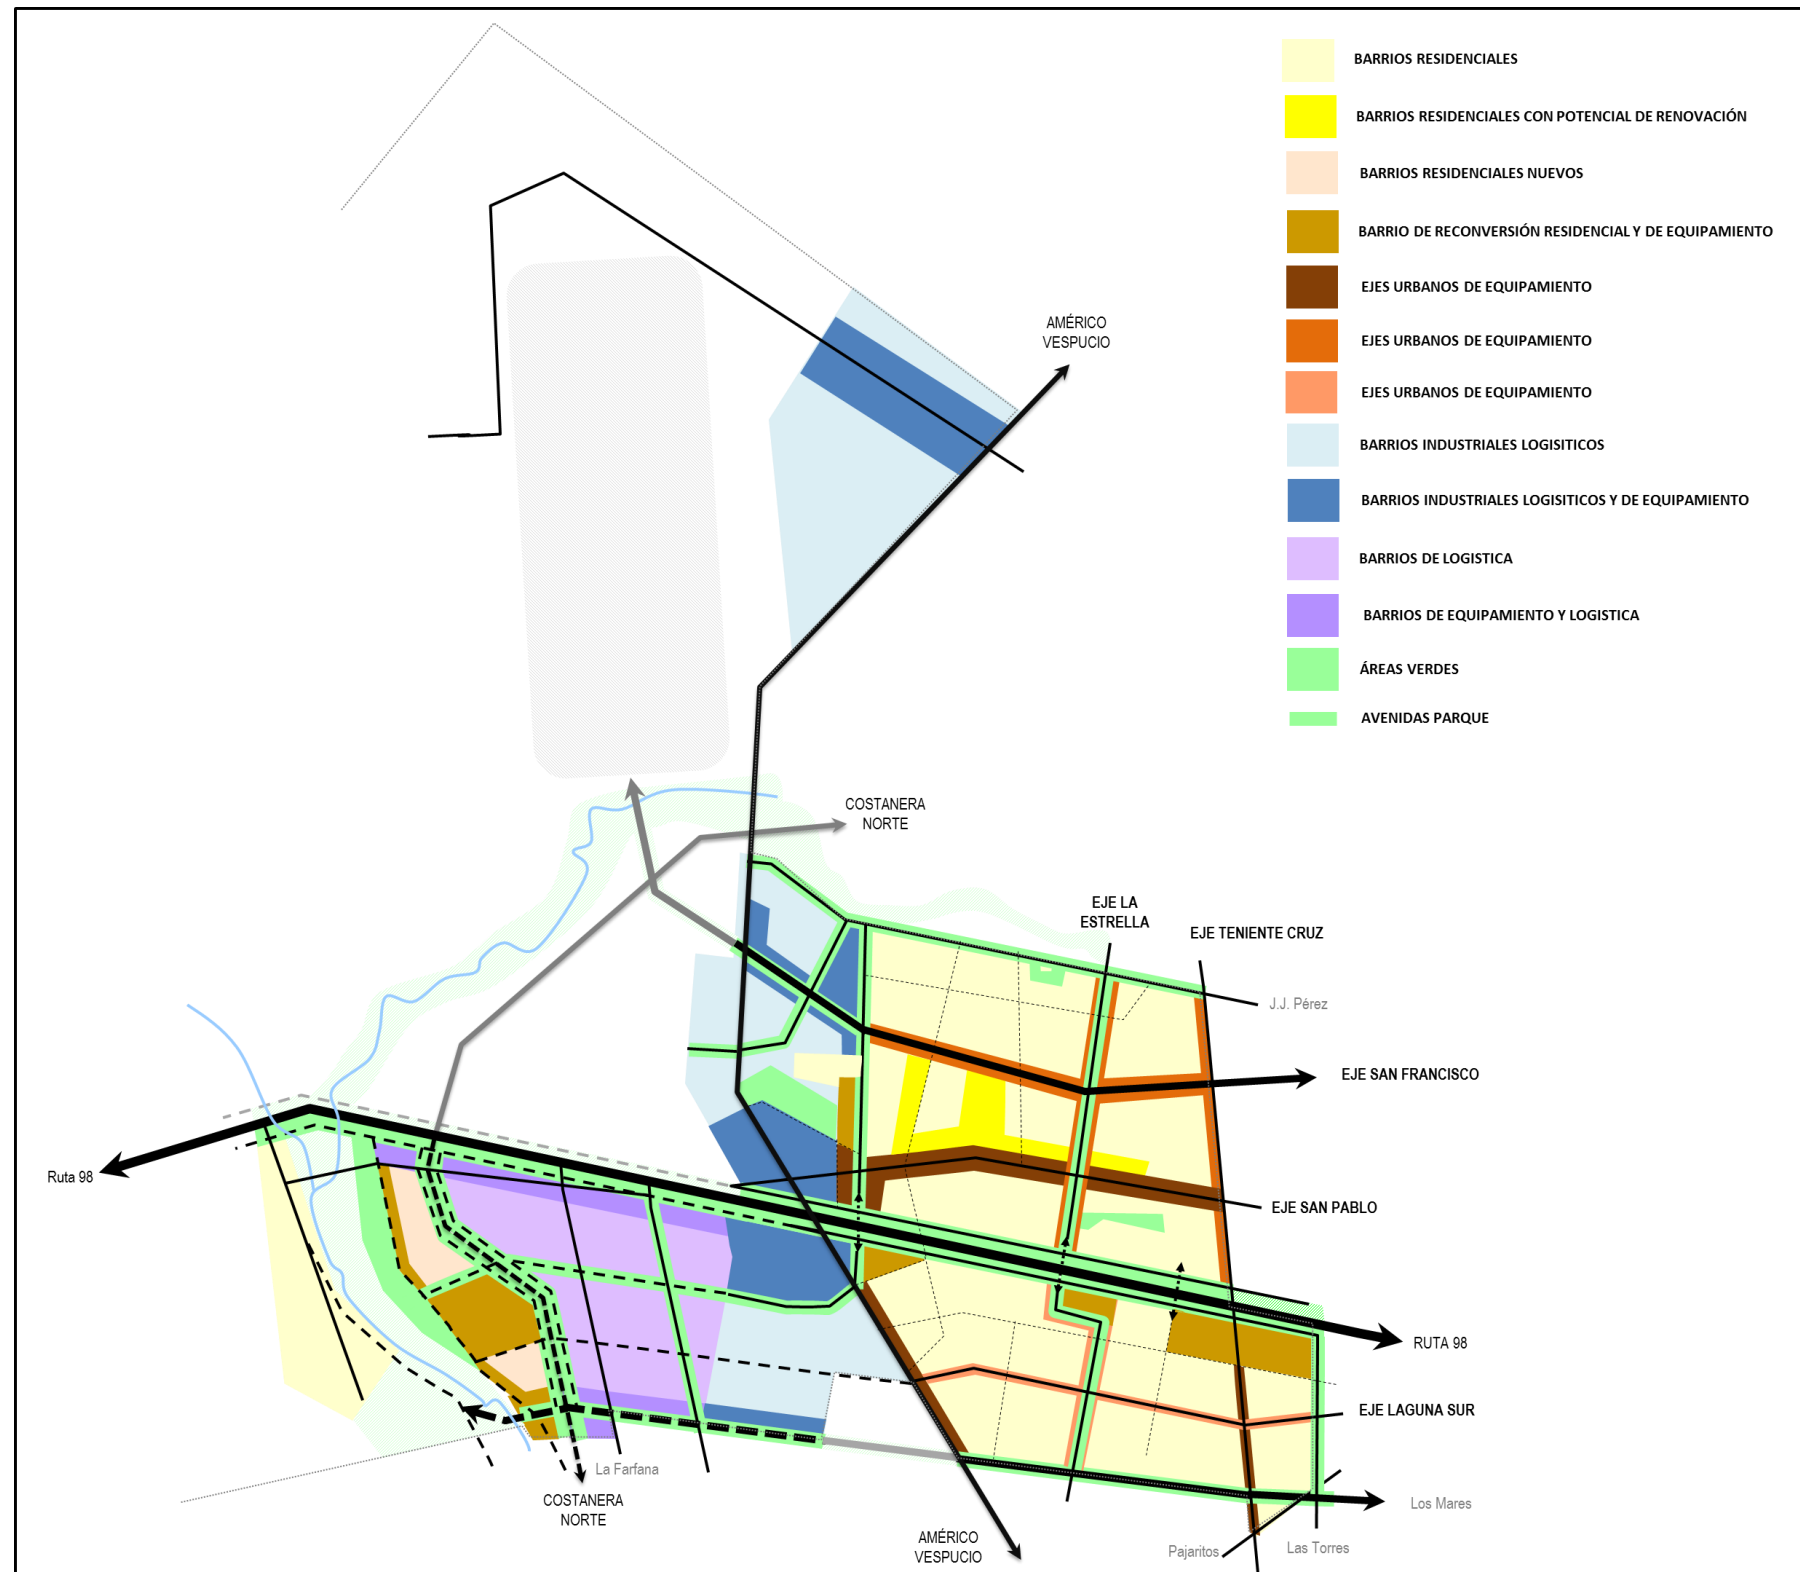 BARRIOS RESIDENCIALES
BARRIOS RESIDENCIALES CON POTENCIAL DE RENOVACIÓN
BARRIOS RESIDENCIALES NUEVOS
BARRIO DE RECONVERSIÓN RESIDENCIAL Y DE EQUIPAMIENTO
EJES URBANOS DE EQUIPAMIENTO
EJES URBANOS DE EQUIPAMIENTO
EJES URBANOS DE EQUIPAMIENTO
BARRIOS INDUSTRIALES LOGISITICOS
BARRIOS INDUSTRIALES LOGISITICOS Y DE EQUIPAMIENTO
BARRIOS DE LOGISTICA
BARRIOS DE EQUIPAMIENTO Y LOGISTICA
ÁREAS VERDES
AVENIDAS PARQUE
AMÉRICO
VESPUCIO
COSTANERA
NORTE
EJE LA
ESTRELLA
EJE TENIENTE CRUZ
J.J. Pérez
EJE SAN FRANCISCO
Ruta 98
EJE SAN PABLO
RUTA 98
EJE LAGUNA SUR
La Farfana
COSTANERA
NORTE
Los Mares
AMÉRICO
VESPUCIO
Pajaritos
Las Torres